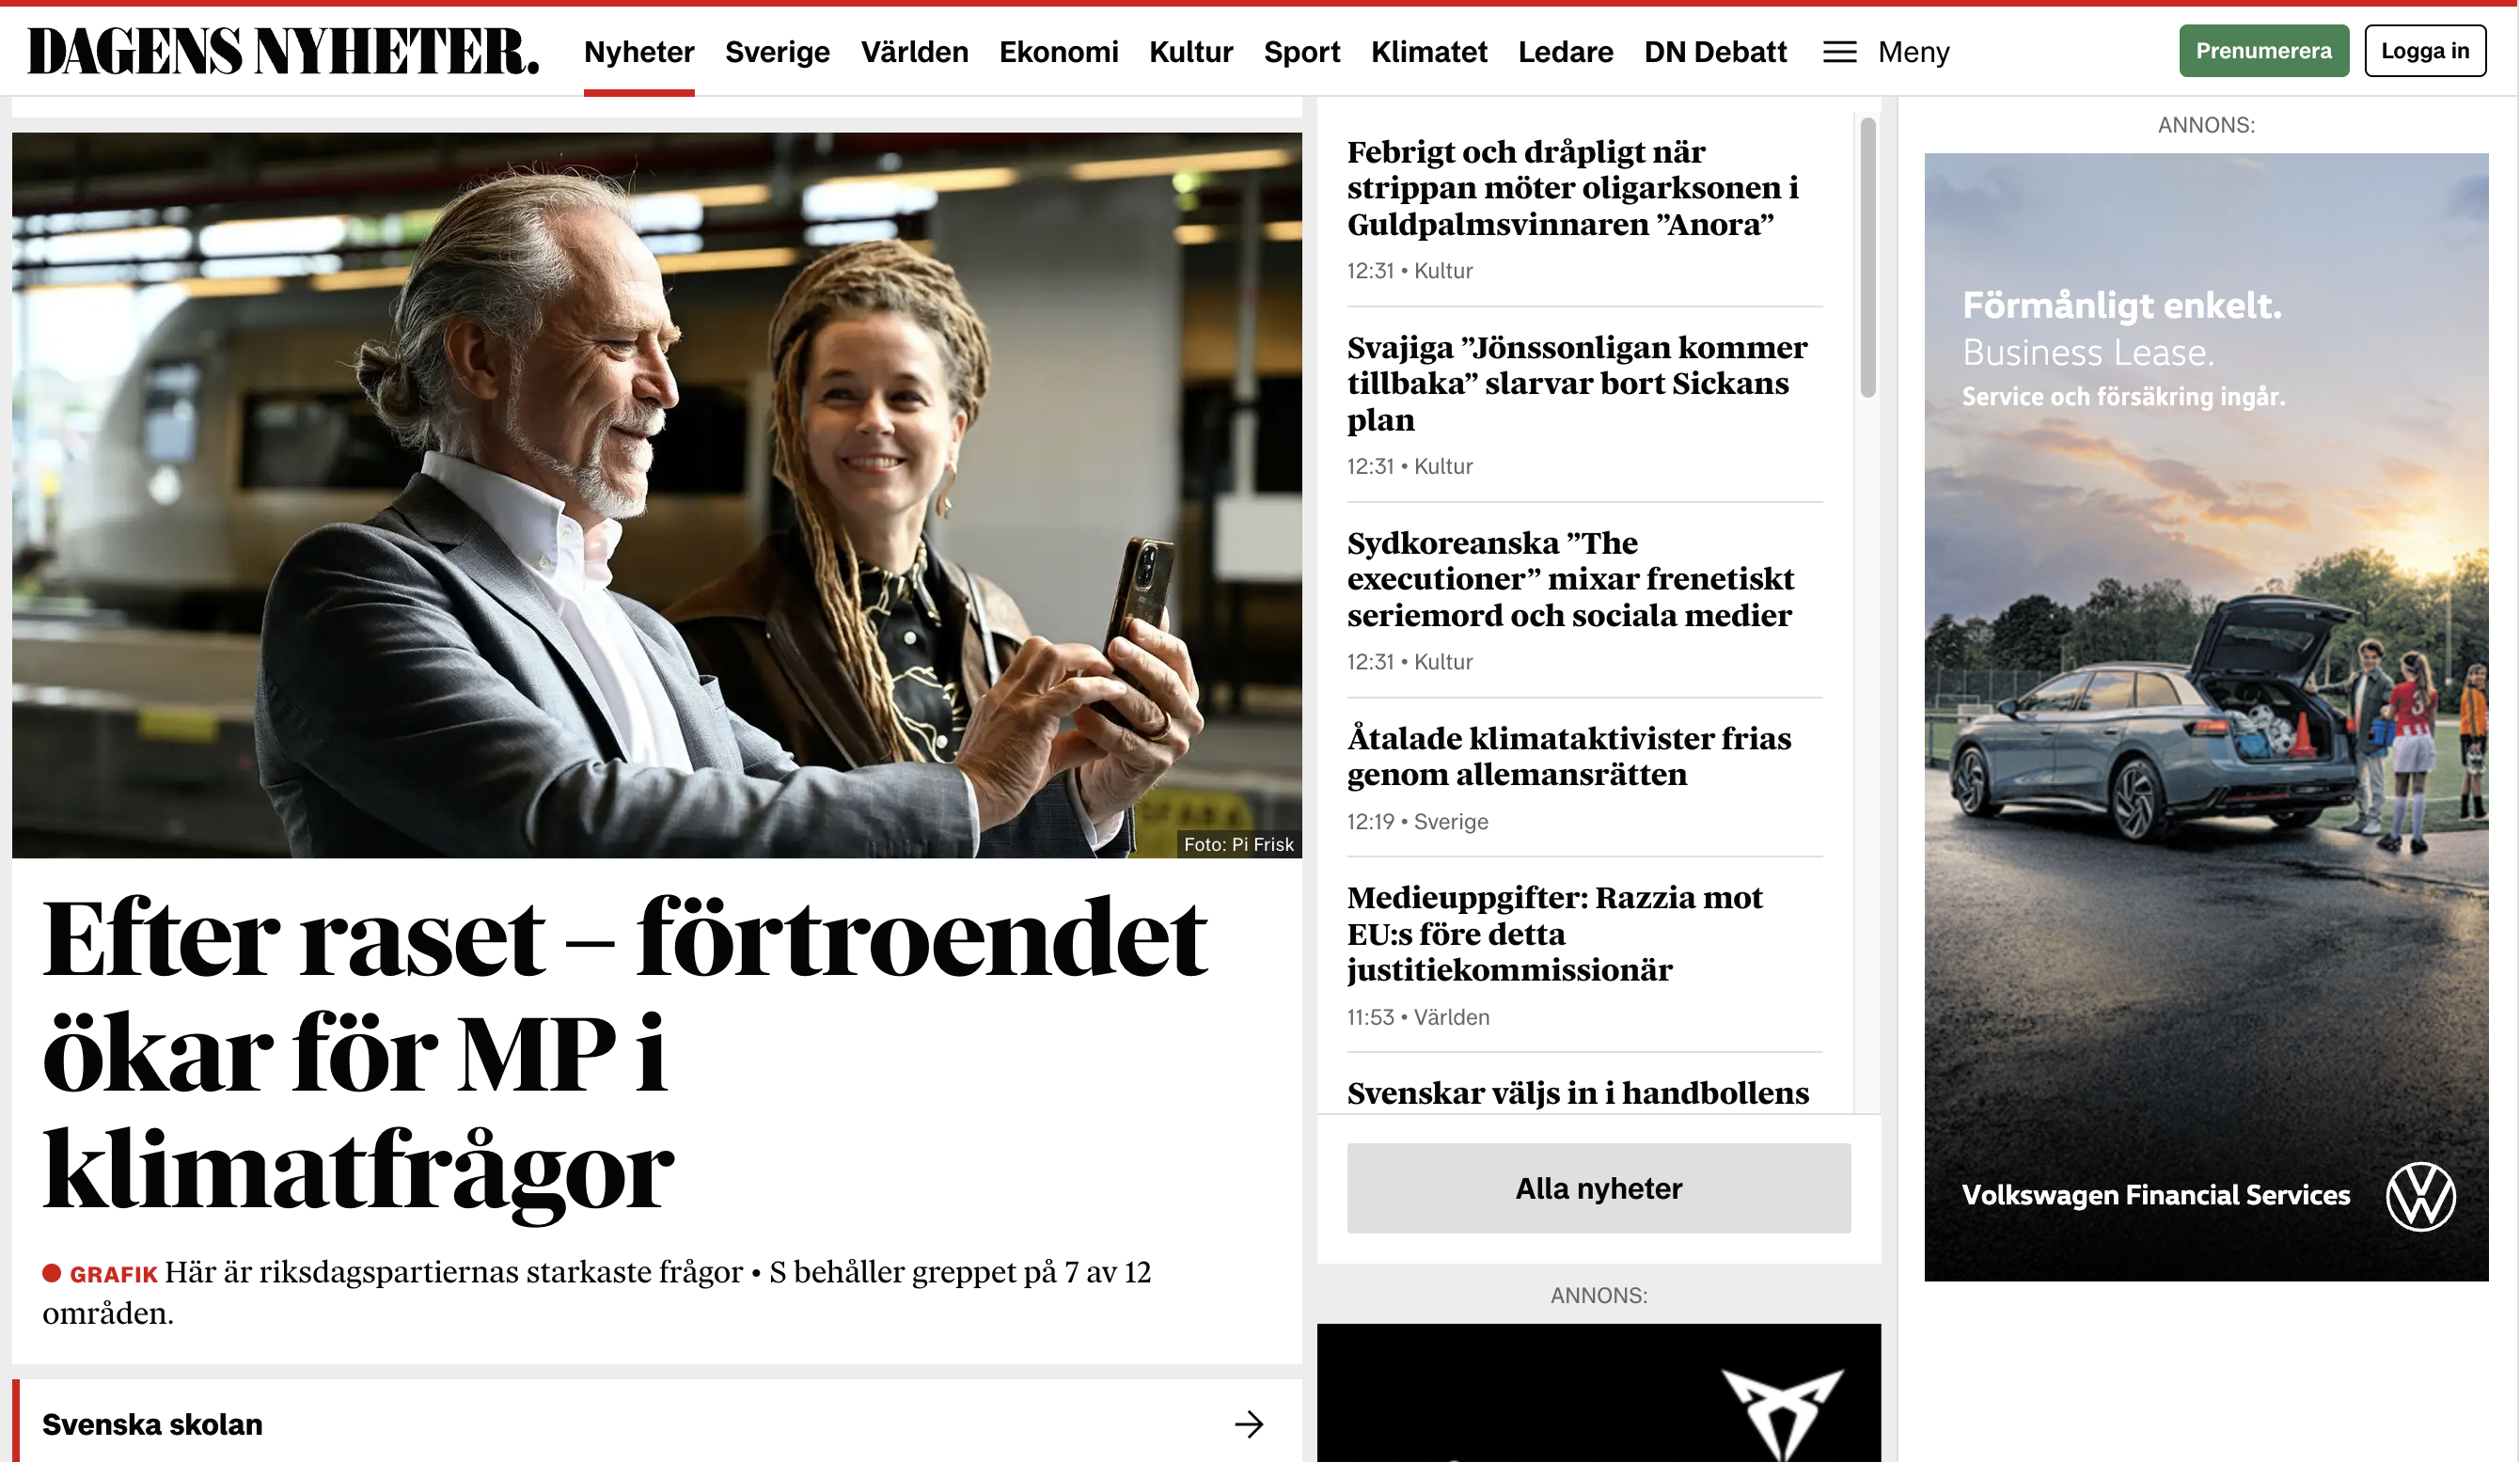 DAGENS NYHETER.
Nyheter Sverige Världen Ekonomi Kultur Sport Klimatet Ledare DN Debatt Meny
Prenumerera
Logga in
Foto: Pi Frisk
Efter raset – förtroendet
ökar för MP i
klimatfrågor
GRAFIK Här är riksdagspartiernas starkaste frågor • S behåller greppet på 7 av 12
områden.
Svenska skolan
Febrigt och dråpligt när
strippan möter oligarksonen i
Guldpalmsvinnaren ”Anora”
12:31 • Kultur
Svajiga ”Jönssonligan kommer
tillbaka” slarvar bort Sickans
plan
12:31 • Kultur
Sydkoreanska ”The
executioner” mixar frenetiskt
seriemord och sociala medier
12:31 • Kultur
Åtalade klimataktivister frias
genom allemansrätten
12:19 • Sverige
Medieuppgifter: Razzia mot
EU:s före detta
justitiekommissionär
11:53 • Världen
Svenskar väljs in i handbollens
Alla nyheter
ANNONS:
ANNONS:
Förmånligt enkelt.
Business Lease.
Service och försäkring ingår.
3
Volkswagen Financial Services